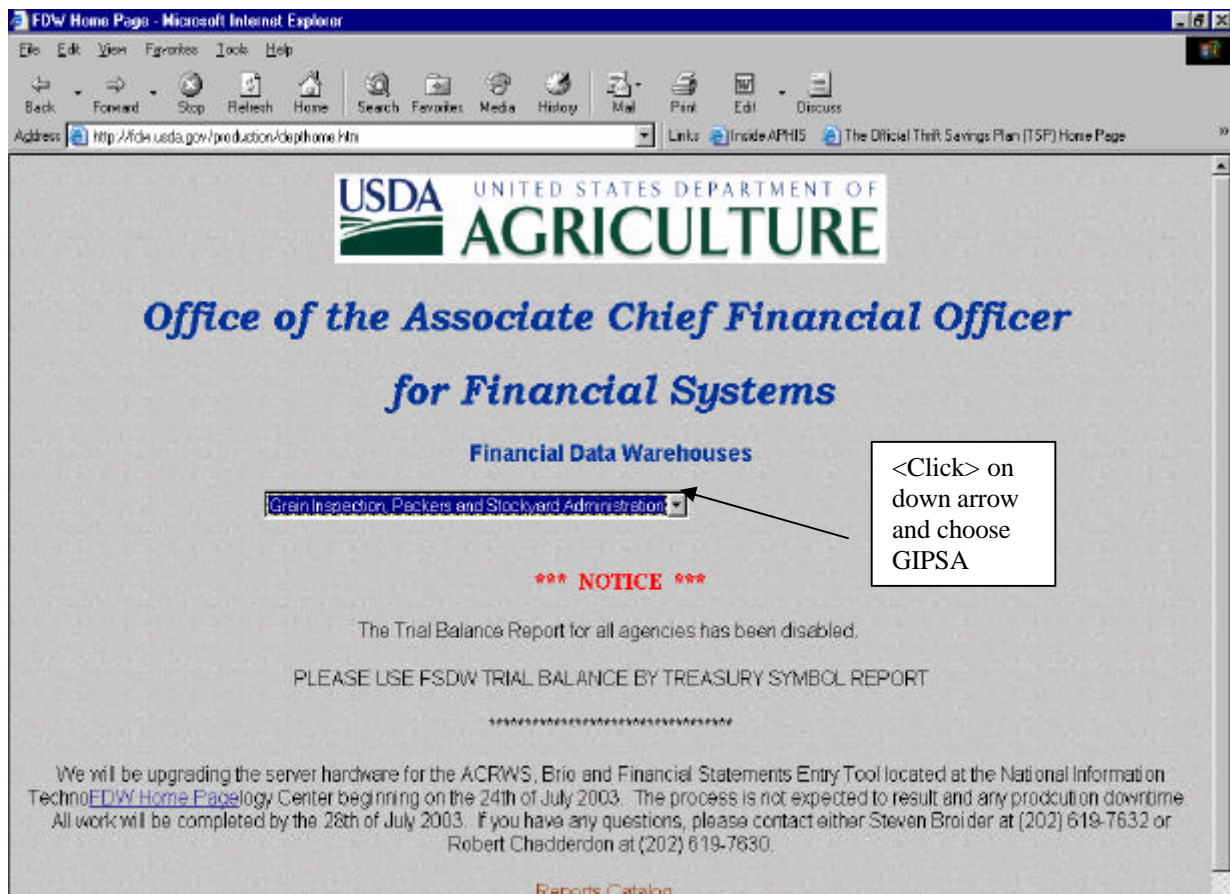 FDW Home Page - Microsoft Internet Explorer
File Edit View Favorites Tools Help
Back Forward Stop Refresh Home Search Favorites Media History Mail Print Edit Discuss
Address http://fdw.usda.gov/production/depthome.htm Links Inside APHIS The Official Thrift Savings Plan (TSP) Home Page
USDA UNITED STATES DEPARTMENT OF
AGRICULTURE
Office of the Associate Chief Financial Officer
for Financial Systems
Financial Data Warehouses
Grain Inspection, Packers and Stockyard Administration
<Click> on
down arrow
and choose
GIPSA
*** NOTICE ***
The Trial Balance Report for all agencies has been disabled.
PLEASE USE FSDW TRIAL BALANCE BY TREASURY SYMBOL REPORT
**********************************
We will be upgrading the server hardware for the ACRWS, Brio and Financial Statements Entry Tool located at the National Information
TechnoFDW Home Pagelogy Center beginning on the 24th of July 2003. The process is not expected to result and any prodcution downtime.
All work will be completed by the 28th of July 2003. If you have any questions, please contact either Steven Broider at (202) 619-7632 or
Robert Chadderdon at (202) 619-7630.
Reports Catalog